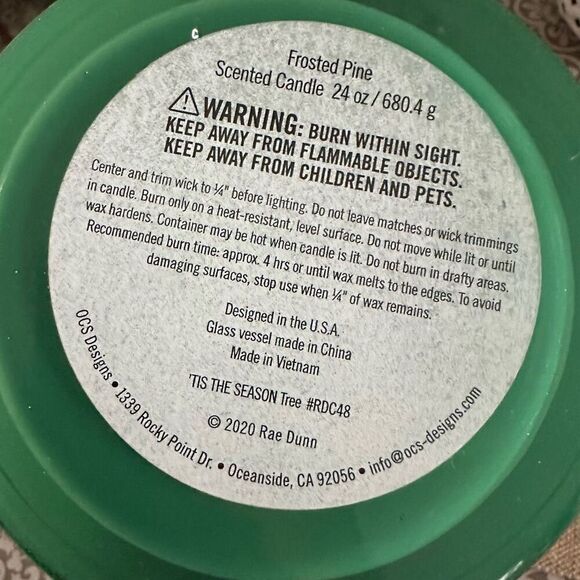 Frosted Pine
Scented Candle 24 oz / 680.4 g
WARNING: BURN WITHIN SIGHT.
KEEP AWAY FROM FLAMMABLE OBJECTS.
KEEP AWAY FROM CHILDREN AND PETS.
Center and trim wick to ¼" before lighting. Do not leave matches or wick trimmings
in candle. Burn only on a heat-resistant, level surface. Do not move while lit or until
wax hardens. Container may be hot when candle is lit. Do not burn in drafty areas.
Recommended burn time: approx. 4 hrs or until wax melts to the edges. To avoid
damaging surfaces, stop use when ¼" of wax remains.
Designed in the U.S.A.
Glass vessel made in China
Made in Vietnam
'TIS THE SEASON Tree #RDC48
© 2020 Rae Dunn
OCS Designs • 1339 Rocky Point Dr. • Oceanside, CA 92056 • info@ocs-designs.com